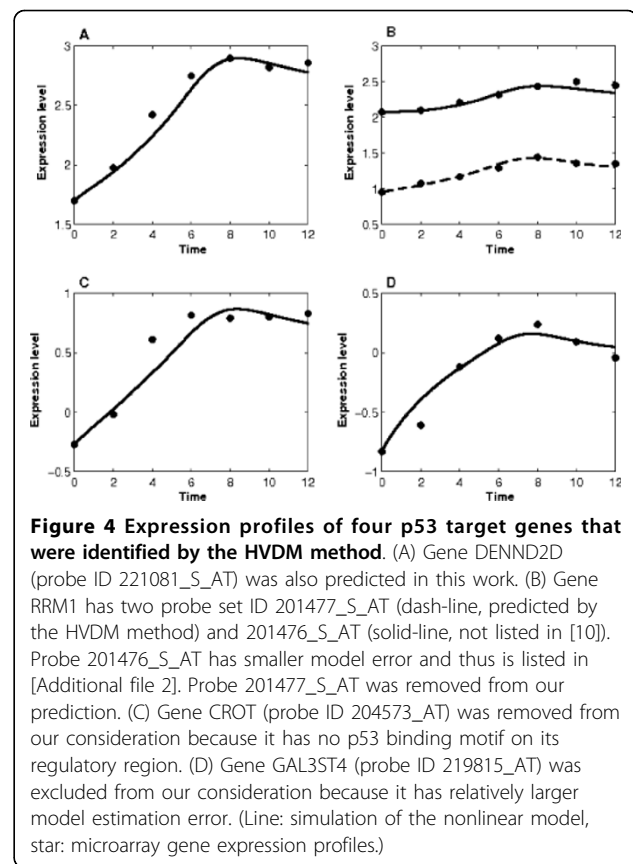 A
Expression level
3
2.5
2
1.5
0 2 4 6 8 10 12
Time
B
Expression level
3
2.5
2
1.5
1
0.5
0 2 4 6 8 10 12
Time
C
Expression level
1
0.5
0
−0.5
0 2 4 6 8 10 12
Time
D
Expression level
0.5
0
−0.5
−1
0 2 4 6 8 10 12
Time
Figure 4 Expression profiles of four p53 target genes that
were identified by the HVDM method. (A) Gene DENND2D
(probe ID 221081_S_AT) was also predicted in this work. (B) Gene
RRM1 has two probe set ID 201477_S_AT (dash-line, predicted by
the HVDM method) and 201476_S_AT (solid-line, not listed in [10]).
Probe 201476_S_AT has smaller model error and thus is listed in
[Additional file 2]. Probe 201477_S_AT was removed from our
prediction. (C) Gene CROT (probe ID 204573_AT) was removed from
our consideration because it has no p53 binding motif on its
regulatory region. (D) Gene GAL3ST4 (probe ID 219815_AT) was
excluded from our consideration because it has relatively larger
model estimation error. (Line: simulation of the nonlinear model,
star: microarray gene expression profiles.)